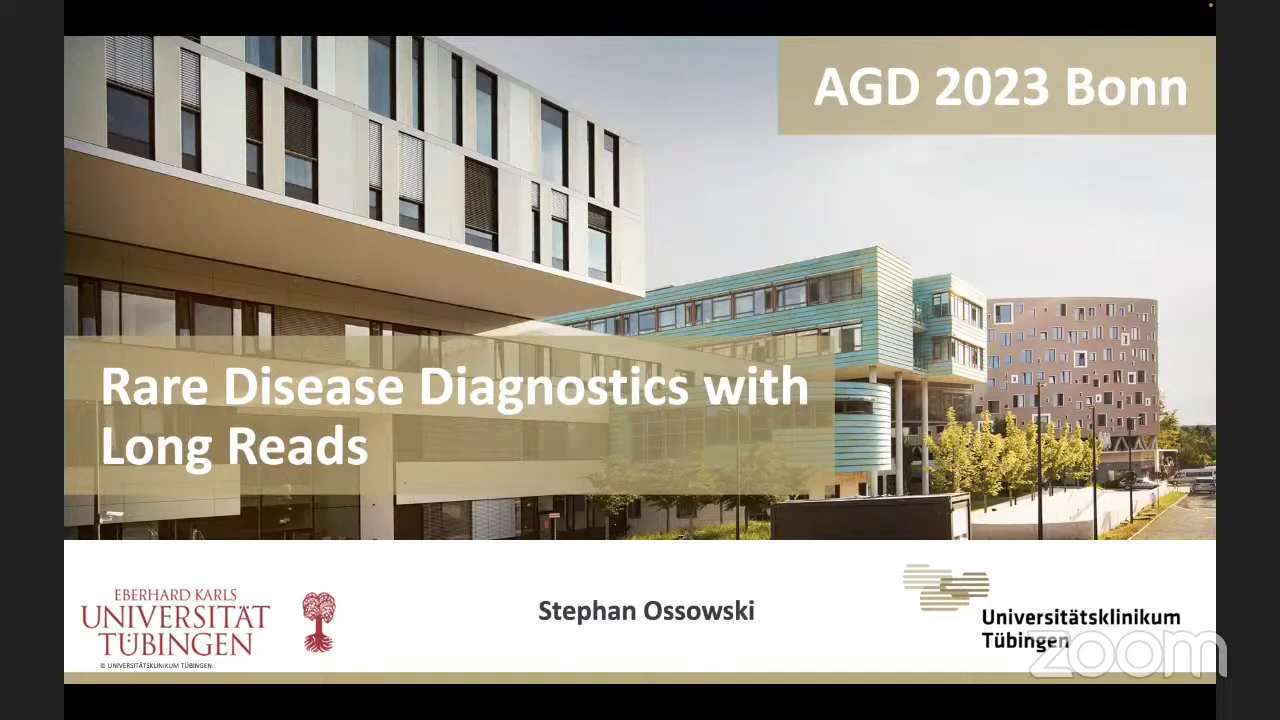 AGD 2023 Bonn
Rare Disease Diagnostics with
Long Reads
EBERHARD KARLS
UNIVERSITÄT
TÜBINGEN
© UNIVERSITÄTSKLINIKUM TÜBINGEN.
Stephan Ossowski
Universitätsklinikum
Tübingen
zoom